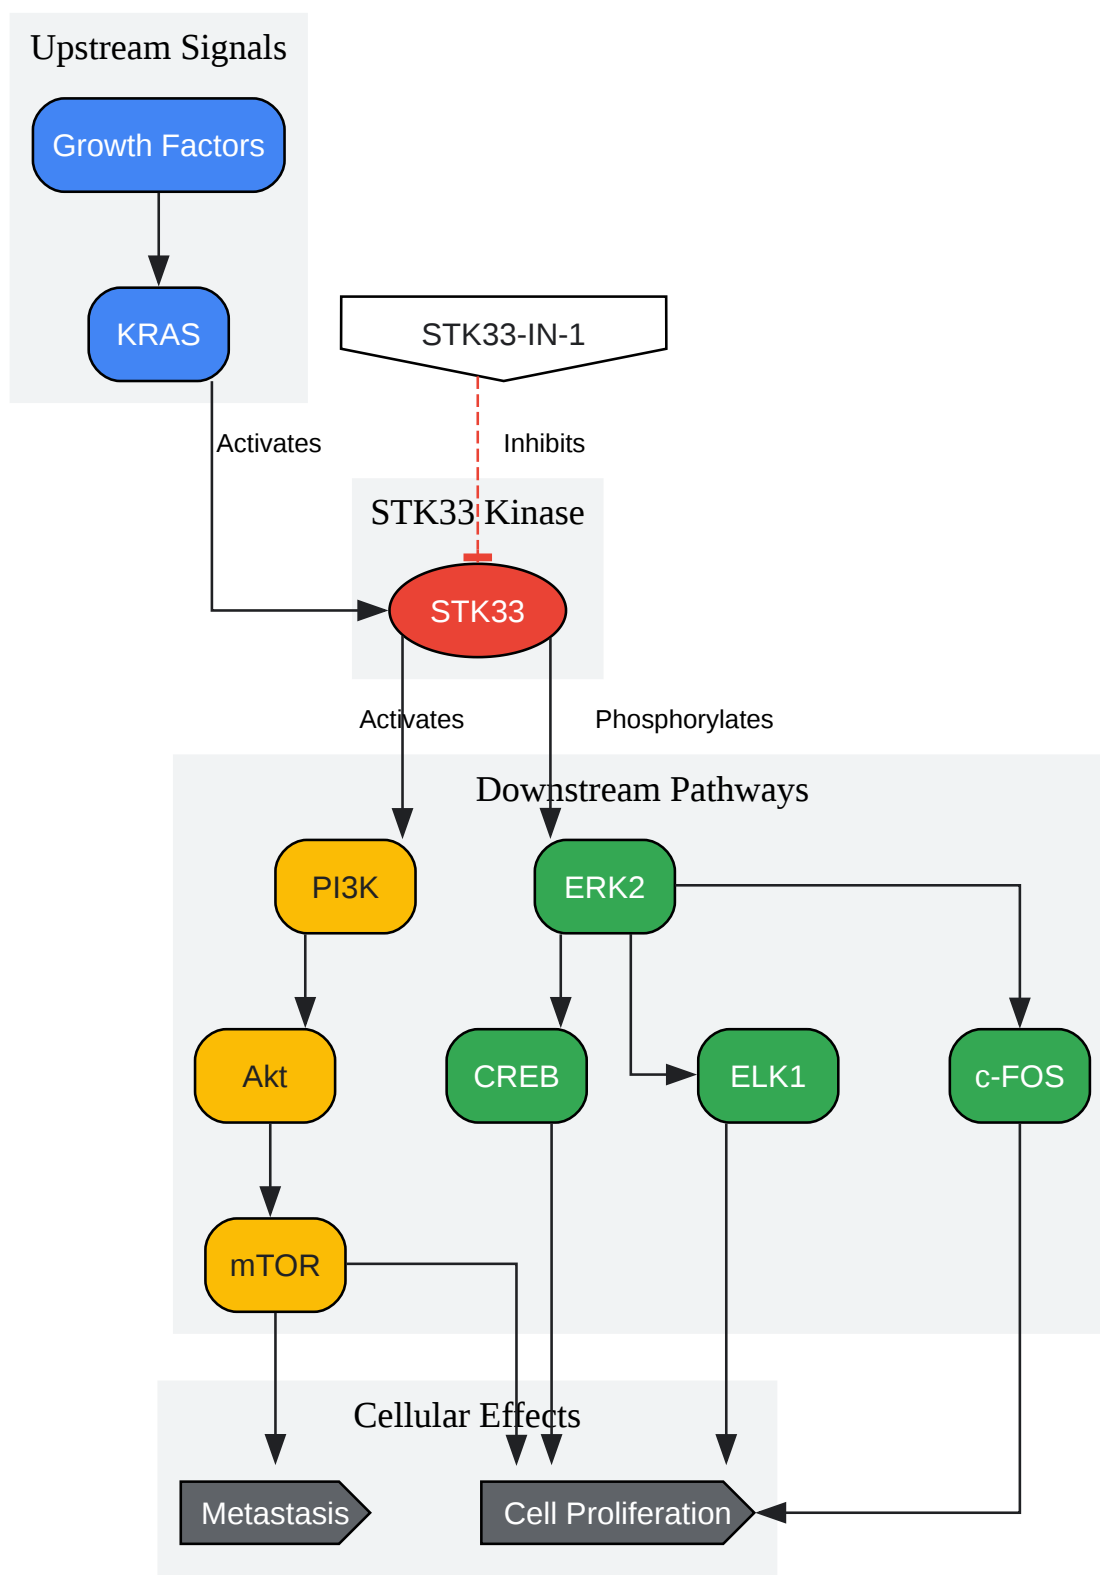 Upstream Signals
Growth Factors
KRAS
STK33-IN-1
Activates
Inhibits
STK33 Kinase
STK33
Activates
Phosphorylates
Downstream Pathways
PI3K
ERK2
Akt
CREB
ELK1
c-FOS
mTOR
Cellular Effects
Metastasis
Cell Proliferation